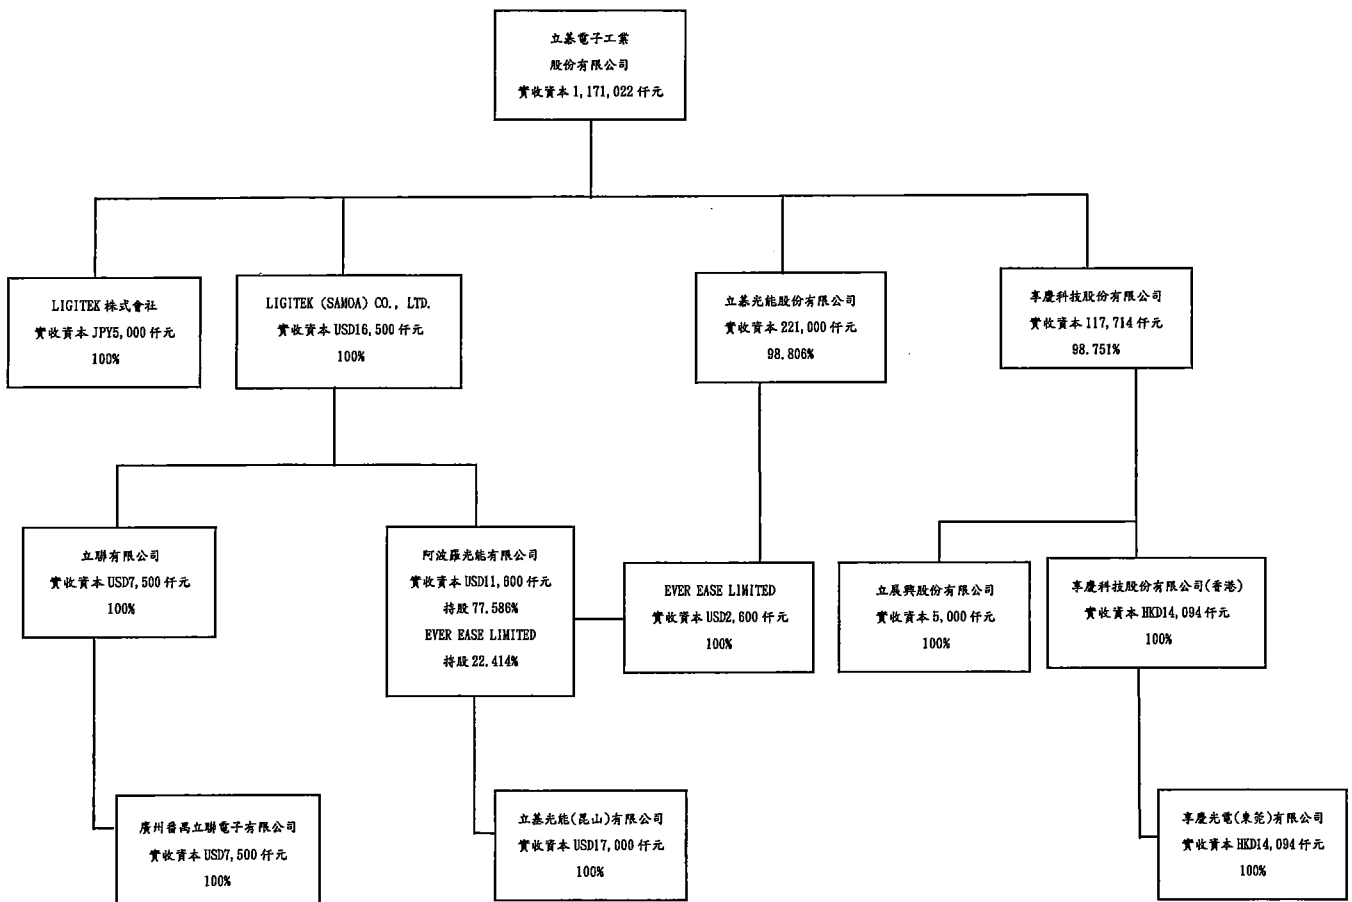 立基電子工業
股份有限公司
實收資本 1,171,022 仟元
LIGITEK 株式會社
實收資本 JPY5,000 仟元
100%
LIGITEK (SAMOA) CO., LTD.
實收資本 USD16,500 仟元
100%
立基光能股份有限公司
實收資本 221,000 仟元
98.806%
享慶科技股份有限公司
實收資本 117,714 仟元
98.751%
立聯有限公司
實收資本 USD7,500 仟元
100%
阿波羅光能有限公司
實收資本 USD11,600 仟元
持股 77.586%
EVER EASE LIMITED
持股 22.414%
EVER EASE LIMITED
實收資本 USD2,600 仟元
100%
立展興股份有限公司
實收資本 5,000 仟元
100%
享慶科技股份有限公司(香港)
實收資本 HKD14,094 仟元
100%
廣州番禺立聯電子有限公司
實收資本 USD7,500 仟元
100%
立基光能(昆山)有限公司
實收資本 USD17,000 仟元
100%
享慶光電(東莞)有限公司
實收資本 HKD14,094 仟元
100%